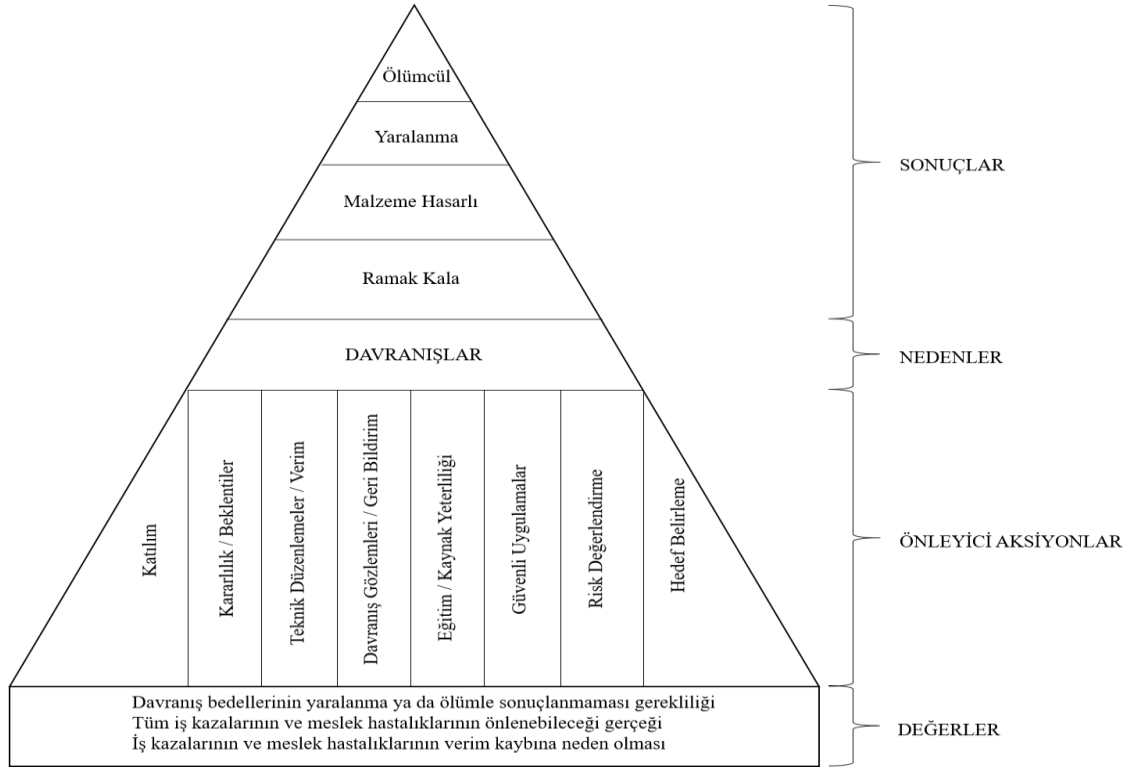 Ölümcül
Yaralanma
Malzeme Hasarlı
Ramak Kala
SONUÇLAR
DAVRANIŞLAR
NEDENLER
Katılım
Kararlılık / Beklentiler
Teknik Düzenlemeler / Verim
Davranış Gözlemleri / Geri Bildirim
Eğitim / Kaynak Yeterliliği
Güvenli Uygulamalar
Risk Değerlendirme
Hedef Belirleme
ÖNLEYİCİ AKSİYONLAR
Davranış bedellerinin yaralanma ya da ölümle sonuçlanmaması gerekliliği
Tüm iş kazalarının ve meslek hastalıklarının önlenebileceği gerçeği
İş kazalarının ve meslek hastalıklarının verim kaybına neden olması
DEĞERLER